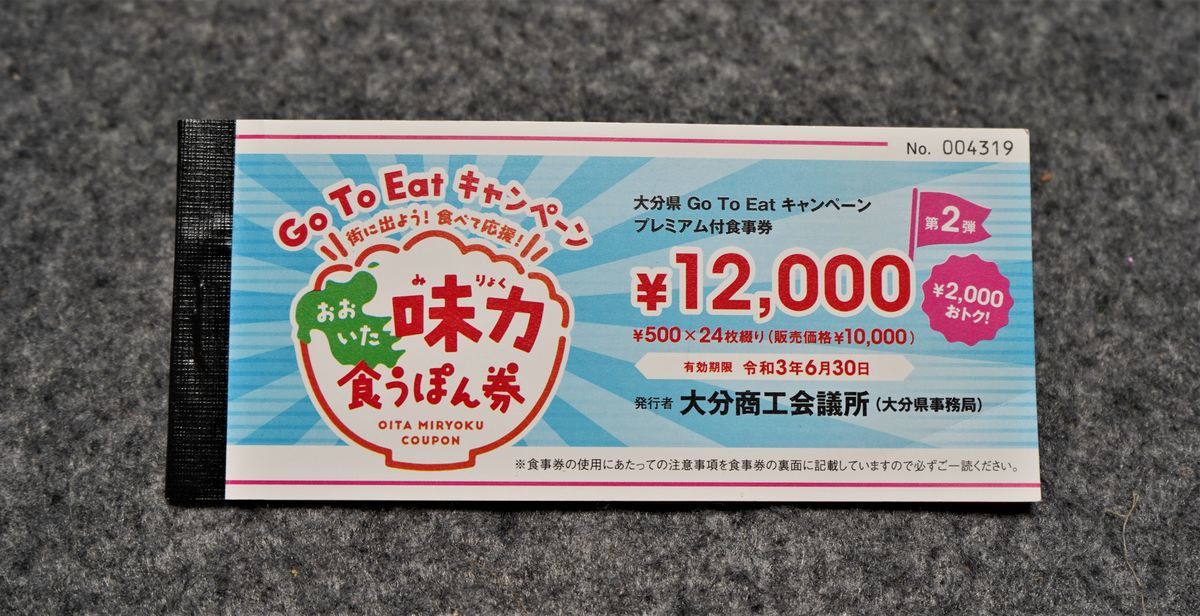 No. 004319
Go To Eat キャンペーン
街に出よう！食べて応援！
おおいた
みりょく
味力
食うぽん券
OITA MIRYOKU
COUPON
大分県 Go To Eat キャンペーン
プレミアム付食事券
第2弾
¥12,000
¥2,000
おトク！
¥500×24枚綴り（販売価格¥10,000）
有効期限 令和3年6月30日
発行者 大分商工会議所（大分県事務局）
※食事券の使用にあたっての注意事項を食事券の裏面に記載していますので必ずご一読ください。